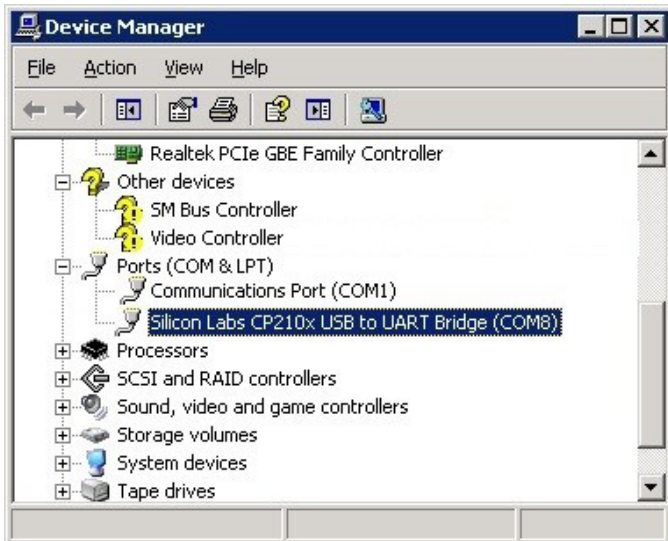 Device Manager
File Action View Help
Realtek PCIe GBE Family Controller
Other devices
SM Bus Controller
Video Controller
Ports (COM & LPT)
Communications Port (COM1)
Silicon Labs CP210x USB to UART Bridge (COM8)
Processors
SCSI and RAID controllers
Sound, video and game controllers
Storage volumes
System devices
Tape drives